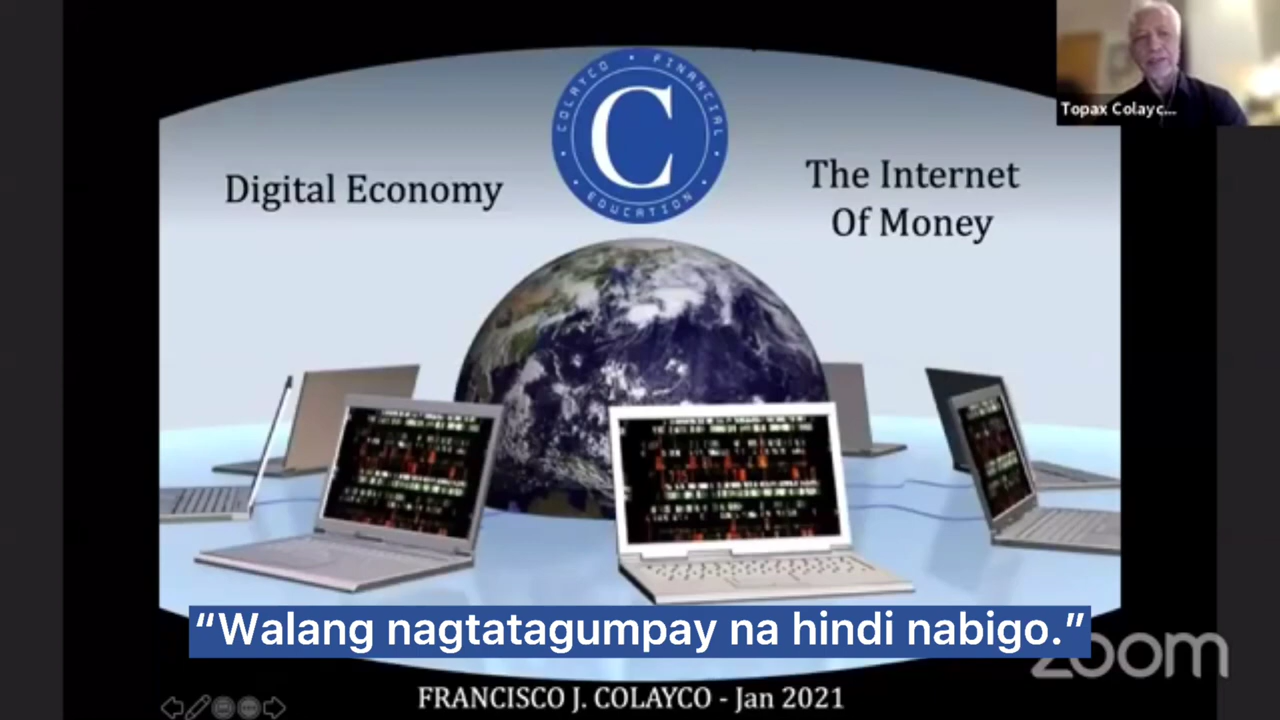 COLAYCO • FINANCIAL • EDUCATION
C
Topax Colayc...
Digital Economy
The Internet
Of Money
“Walang nagtatagumpay na hindi nabigo.”
zoom
FRANCISCO J. COLAYCO - Jan 2021